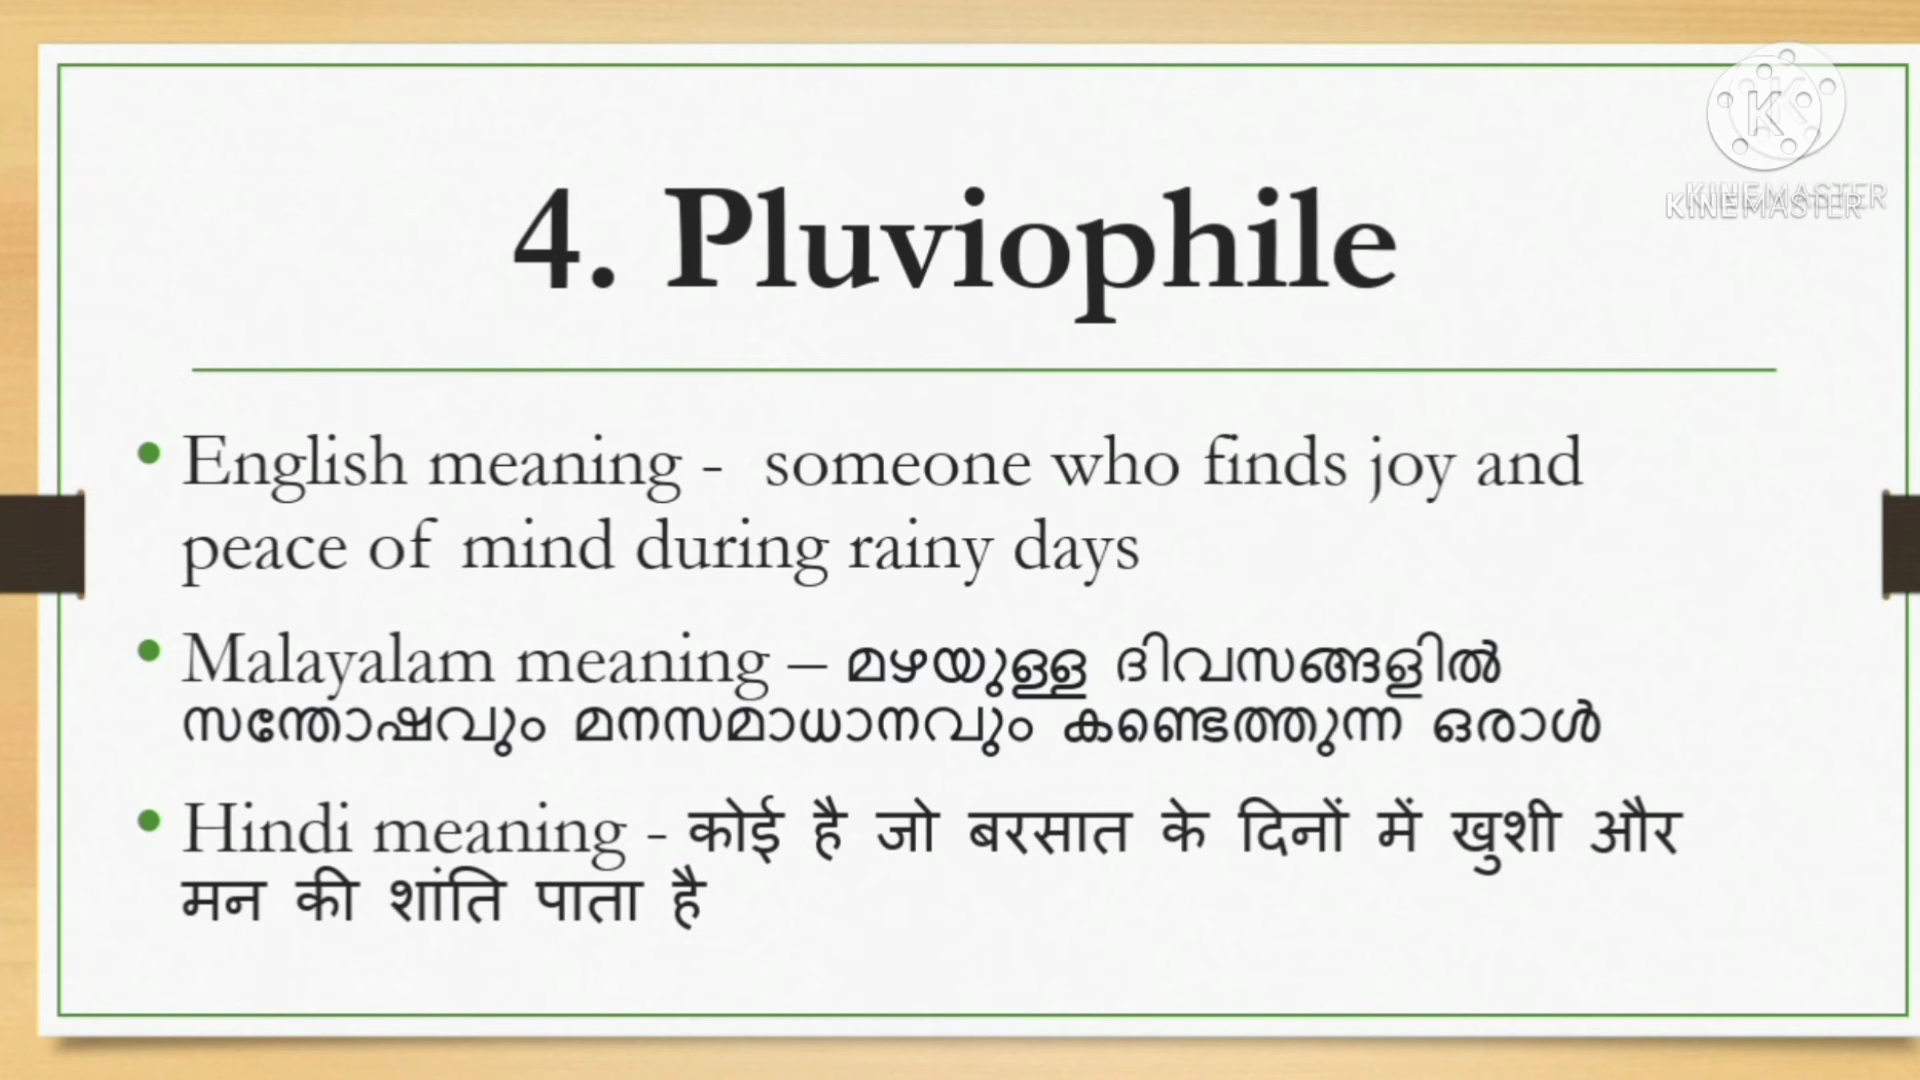 KINEMASTER
KINEMASTER
4. Pluviophile
English meaning - someone who finds joy and
peace of mind during rainy days
Malayalam meaning – മഴയുള്ള ദിവസങ്ങളിൽ
സന്തോഷവും മനസമാധാനവും കണ്ടെത്തുന്ന ഒരാൾ
Hindi meaning - कोई है जो बरसात के दिनों में खुशी और
मन की शांति पाता है